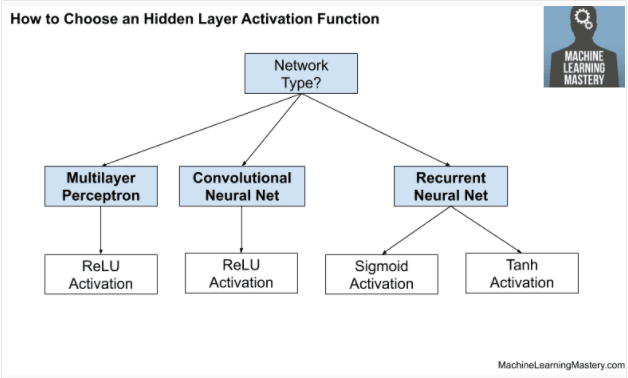 How to Choose an Hidden Layer Activation Function
MACHINE
LEARNING
MASTERY
Network
Type?
Multilayer
Perceptron
Convolutional
Neural Net
Recurrent
Neural Net
ReLU
Activation
ReLU
Activation
Sigmoid
Activation
Tanh
Activation
MachineLearningMastery.com